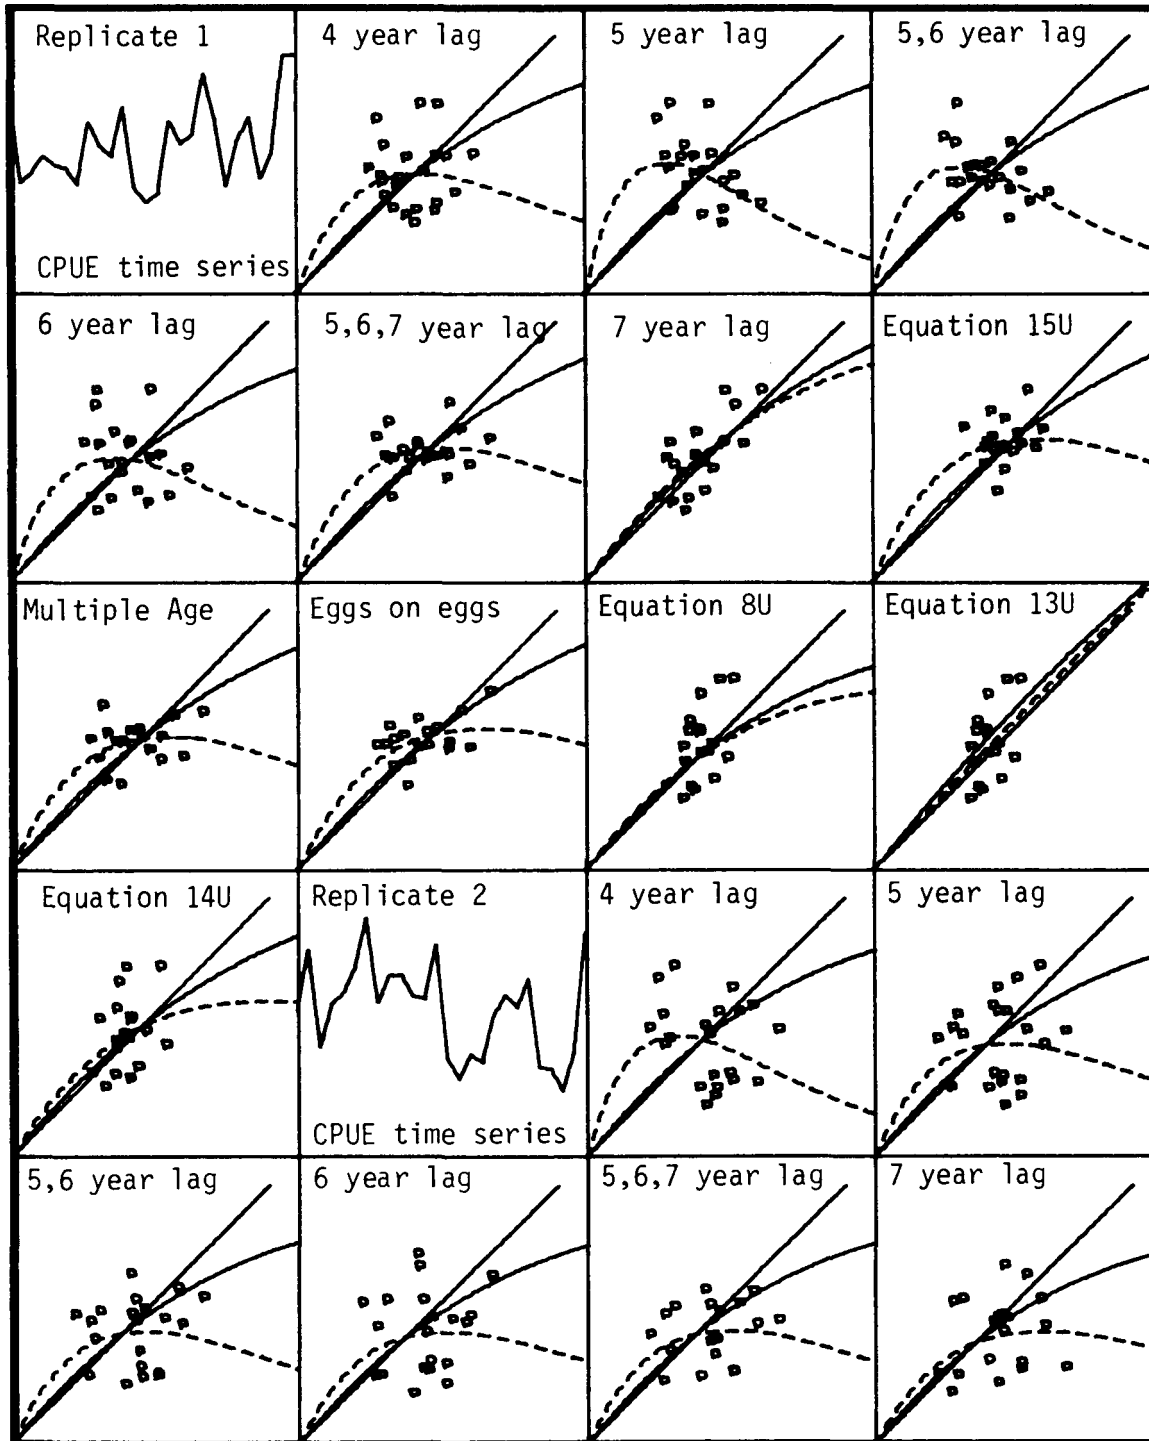 Replicate 1
CPUE time series
4 year lag
5 year lag
5,6 year lag
6 year lag
5,6,7 year lag
7 year lag
Equation 15U
Multiple Age
Eggs on eggs
Equation 8U
Equation 13U
Equation 14U
Replicate 2
CPUE time series
4 year lag
5 year lag
5,6 year lag
6 year lag
5,6,7 year lag
7 year lag